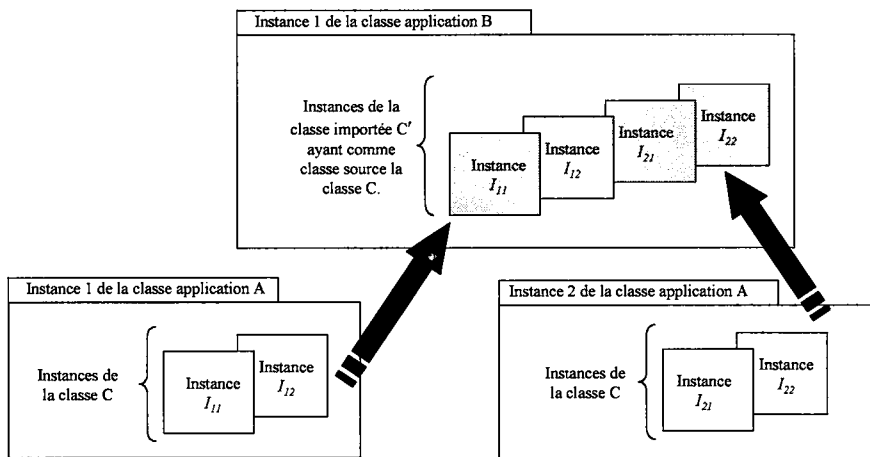 Instance 1 de la classe application B
Instances de la
classe importée C'
ayant comme
classe source la
classe C.
Instance
I11
Instance
I12
Instance
I21
Instance
I22
Instance 1 de la classe application A
Instances de
la classe C
Instance
I11
Instance
I12
Instance 2 de la classe application A
Instances de
la classe C
Instance
I21
Instance
I22